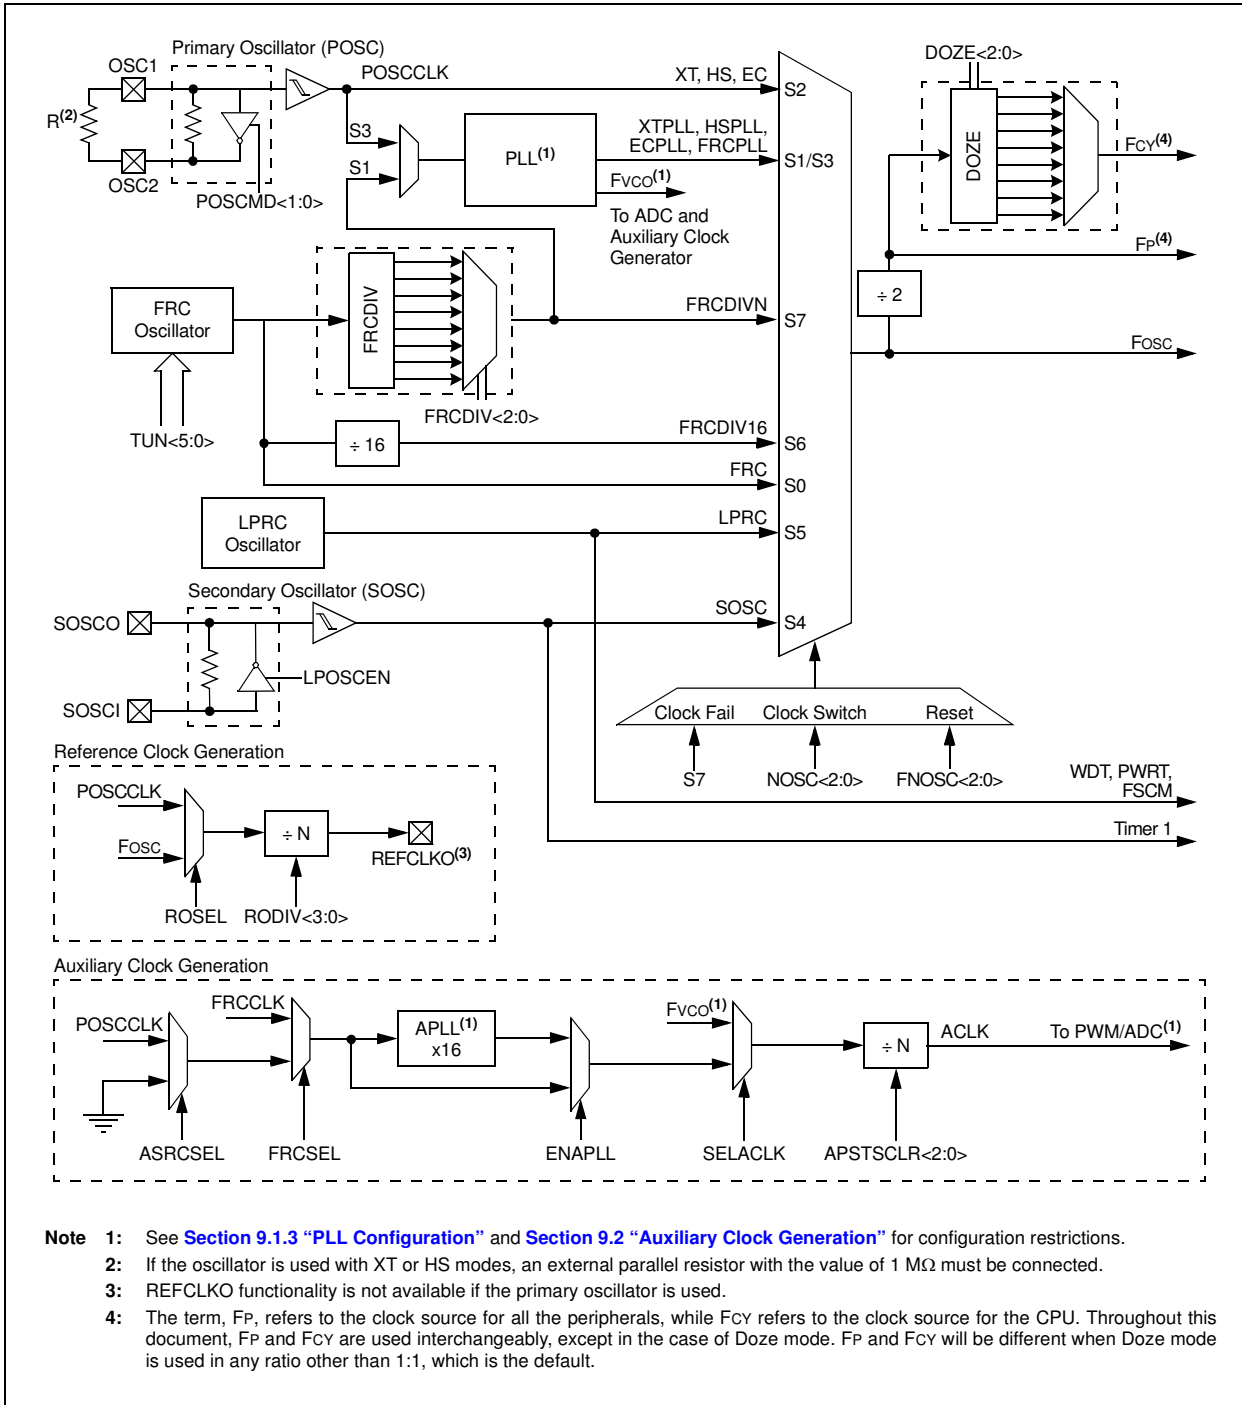 Primary Oscillator (POSC)
OSC1
R(2)
OSC2
POSCMD<1:0>
POSCCLK
S3
S1
PLL(1)
XT, HS, EC
S2
XTPLL, HSPLL,
ECPLL, FRCPLL
S1/S3
FVCO(1)
To ADC and
Auxiliary Clock
Generator
DOZE<2:0>
DOZE
FCY(4)
FP(4)
÷ 2
FOSC
FRC
Oscillator
TUN<5:0>
FRCDIV
FRCDIV<2:0>
FRCDIVN
S7
÷ 16
FRCDIV16
S6
FRC
S0
LPRC
Oscillator
LPRC
S5
Secondary Oscillator (SOSC)
SOSCO
SOSCI
LPOSCEN
SOSC
S4
Clock Fail
Clock Switch
Reset
S7
NOSC<2:0>
FNOSC<2:0>
WDT, PWRT,
FSCM
Timer 1
Reference Clock Generation
POSCCLK
FOSC
÷ N
REFCLKO(3)
ROSEL
RODIV<3:0>
Auxiliary Clock Generation
POSCCLK
FRCCLK
APLL(1)
x16
FVCO(1)
÷ N
ACLK
To PWM/ADC(1)
ASRCSEL
FRCSEL
ENAPLL
SELACLK
APSTSCLR<2:0>
Note 1: See Section 9.1.3 “PLL Configuration” and Section 9.2 “Auxiliary Clock Generation” for configuration restrictions.
2: If the oscillator is used with XT or HS modes, an external parallel resistor with the value of 1 MΩ must be connected.
3: REFCLKO functionality is not available if the primary oscillator is used.
4: The term, FP, refers to the clock source for all the peripherals, while FCY refers to the clock source for the CPU. Throughout this
document, FP and FCY are used interchangeably, except in the case of Doze mode. FP and FCY will be different when Doze mode
is used in any ratio other than 1:1, which is the default.